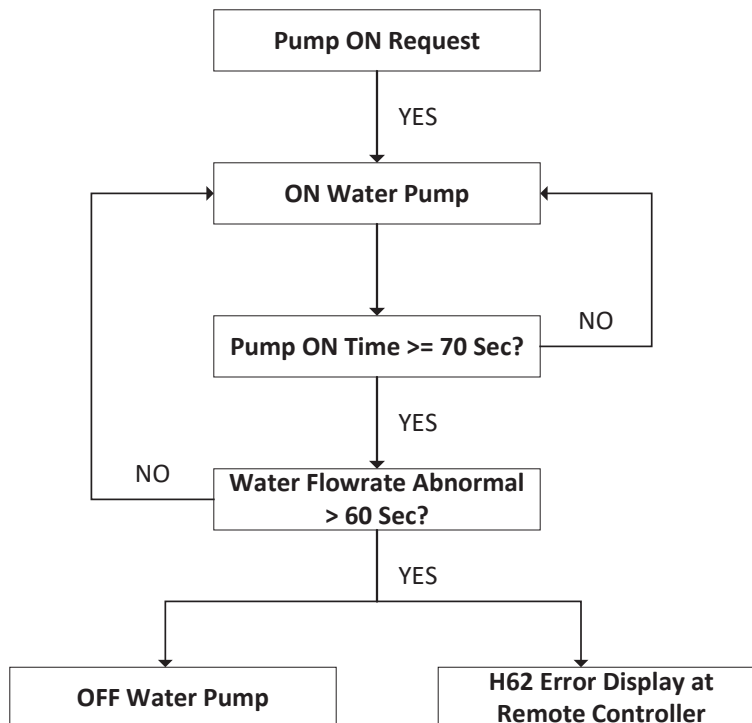 Pump ON Request
YES
ON Water Pump
Pump ON Time >= 70 Sec?
NO
YES
NO
Water Flowrate Abnormal
> 60 Sec?
YES
OFF Water Pump
H62 Error Display at
Remote Controller